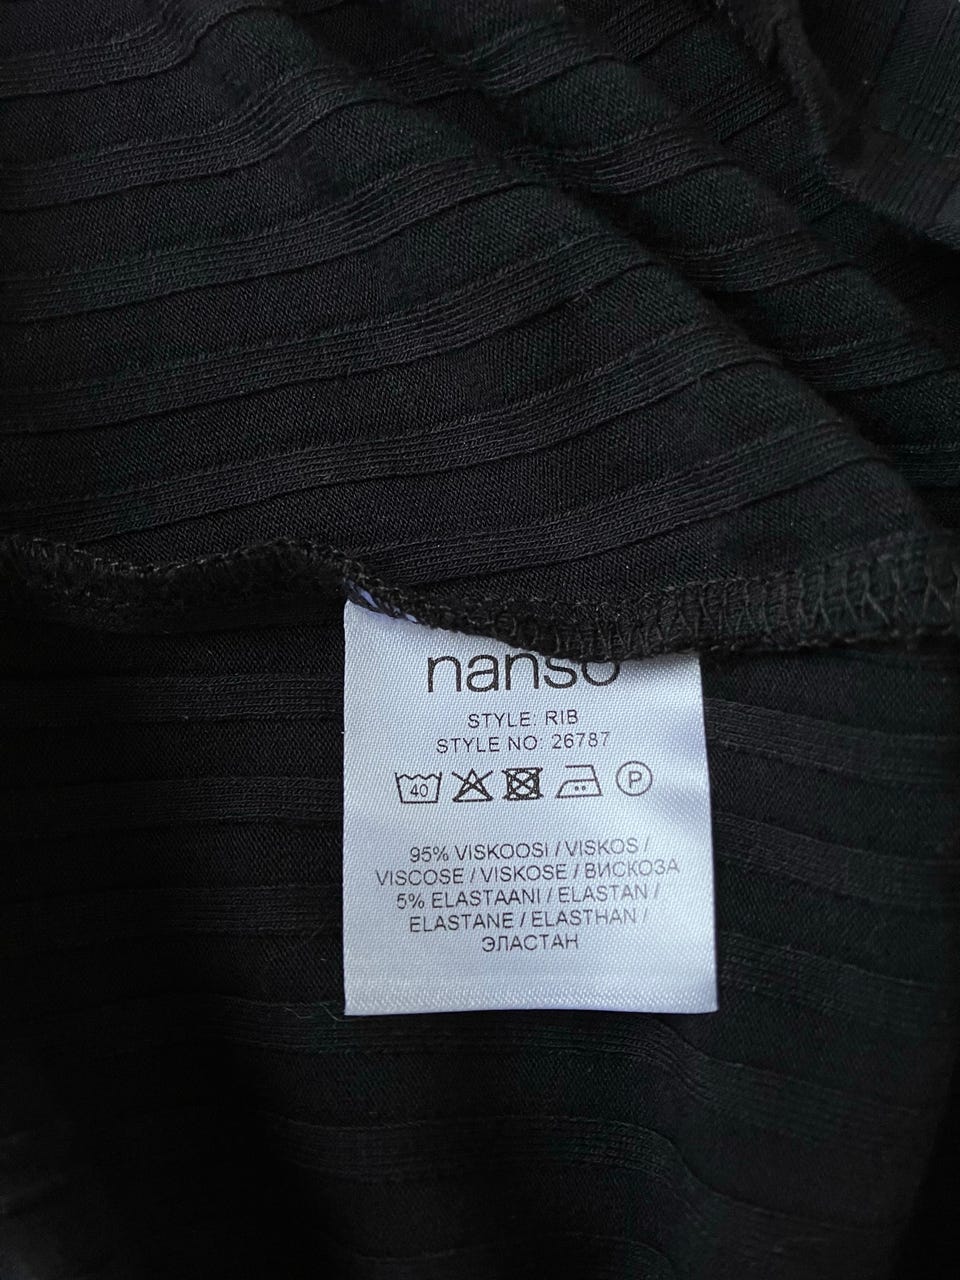 nanso
STYLE: RIB
STYLE NO: 26787
40 P
95% VISKOOSI / VISKOS /
VISCOSE / VISKOSE / ВИСКОЗА
5% ELASTAANI / ELASTAN /
ELASTANE / ELASTHAN /
ЭЛАСТАН